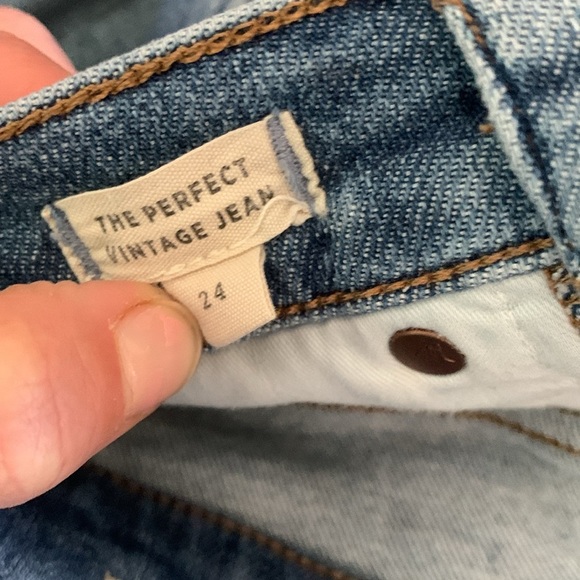 THE PERFECT
VINTAGE JEAN
24